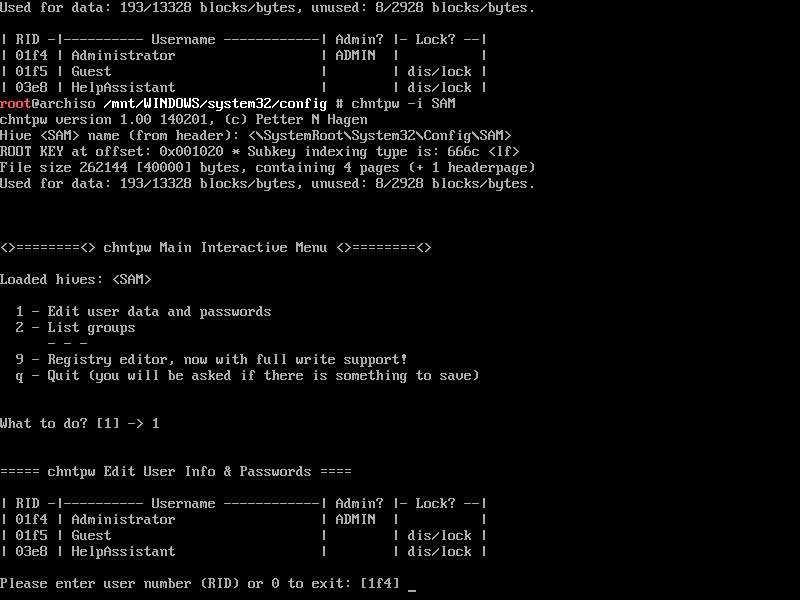 Used for data: 193/13328 blocks/bytes, unused: 8/2928 blocks/bytes.
| RID -|---------- Username ------------| Admin? |- Lock? --|
| 01f4 | Administrator                  | ADMIN  |          |
| 01f5 | Guest                          |        | dis/lock |
| 03e8 | HelpAssistant                  |        | dis/lock |
root@archiso /mnt/WINDOWS/system32/config # chntpw -i SAM
chntpw version 1.00 140201, (c) Petter N Hagen
Hive <SAM> name (from header): <\SystemRoot\System32\Config\SAM>
ROOT KEY at offset: 0x001020 * Subkey indexing type is: 666c <lf>
File size 262144 [40000] bytes, containing 4 pages (+ 1 headerpage)
Used for data: 193/13328 blocks/bytes, unused: 8/2928 blocks/bytes.
<>========<> chntpw Main Interactive Menu <>========<>
Loaded hives: <SAM>
  1 - Edit user data and passwords
  2 - List groups
      - - -
  9 - Registry editor, now with full write support!
  q - Quit (you will be asked if there is something to save)
What to do? [1] -> 1
===== chntpw Edit User Info & Passwords ====
| RID -|---------- Username ------------| Admin? |- Lock? --|
| 01f4 | Administrator                  | ADMIN  |          |
| 01f5 | Guest                          |        | dis/lock |
| 03e8 | HelpAssistant                  |        | dis/lock |
Please enter user number (RID) or 0 to exit: [1f4] _